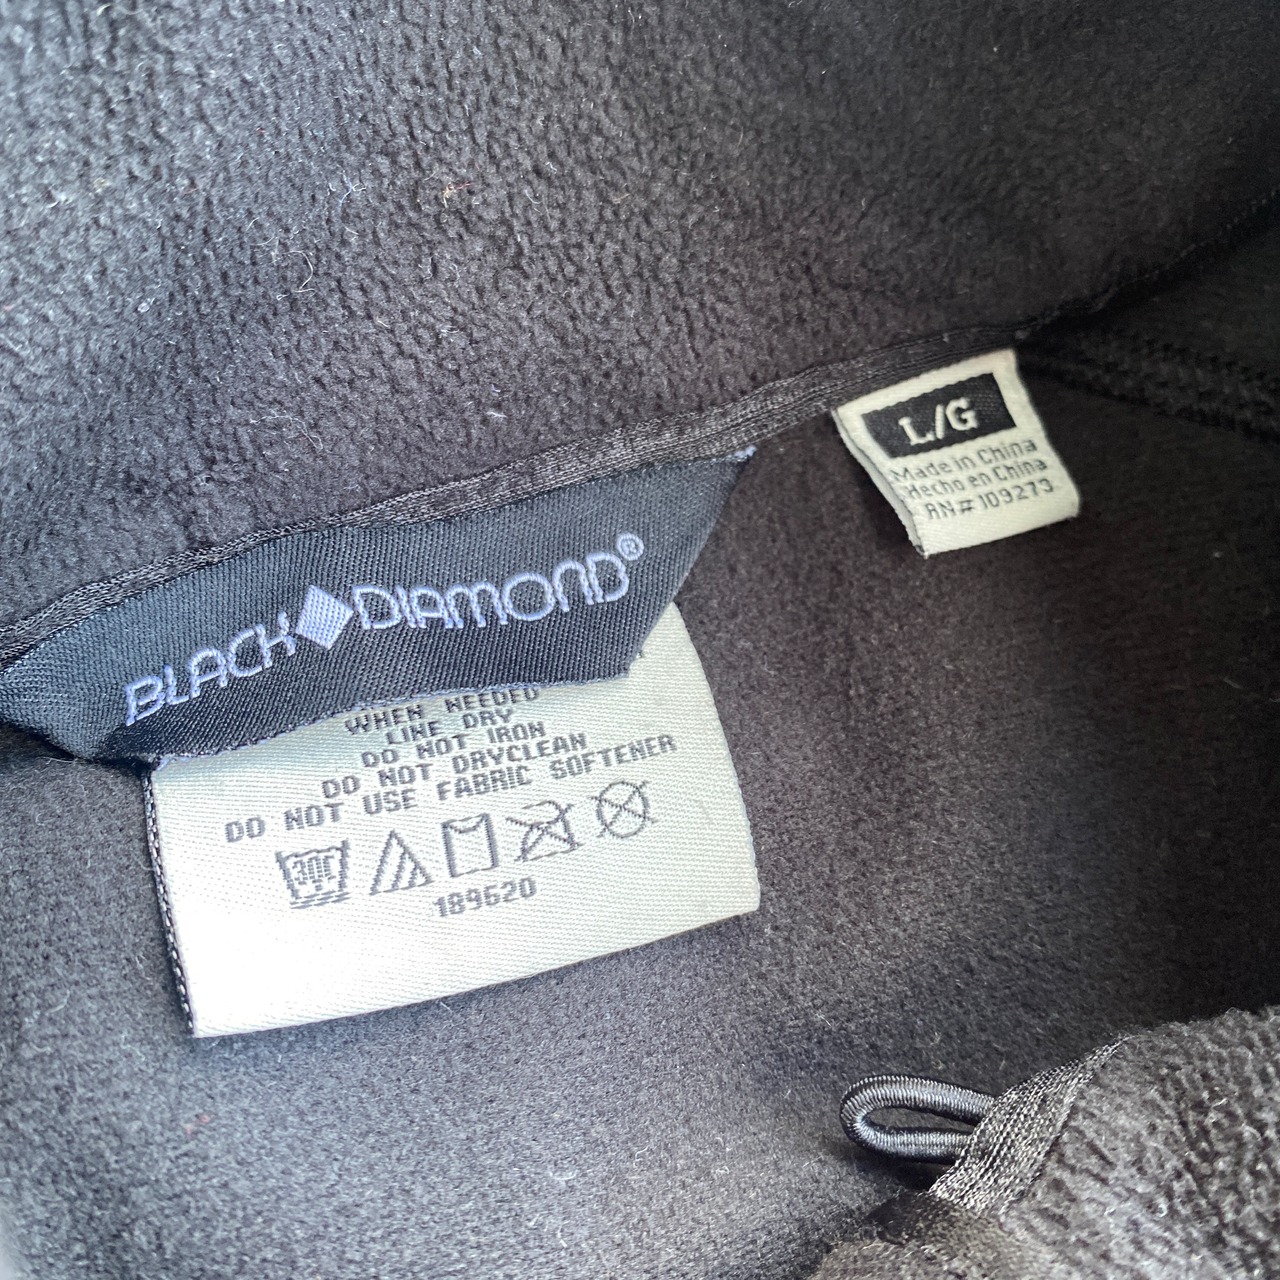 L/G
Made in China
Hecho en China
RN# 109273
BLACK DIAMOND®
WHEN NEEDED
LINE DRY
DO NOT IRON
DO NOT DRYCLEAN
DO NOT USE FABRIC SOFTENER
30C
189620